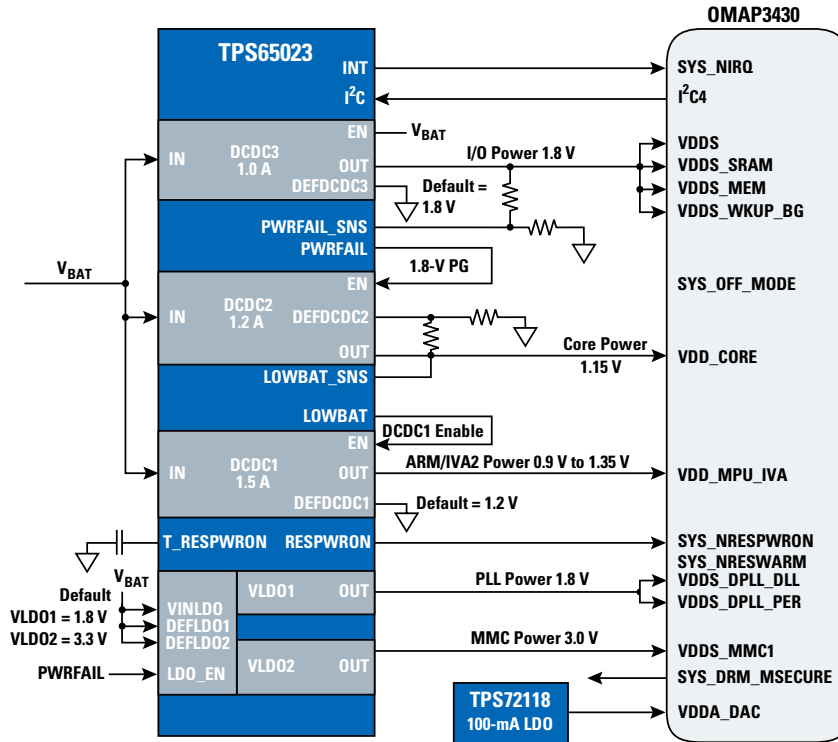 OMAP3430
TPS65023
INT
SYS_NIRQ
I²C
I²C4
EN
V_BAT
IN
DCDC3
1.0 A
OUT
I/O Power 1.8 V
VDDS
VDDS_SRAM
VDDS_MEM
VDDS_WKUP_BG
DEFDCDC3
Default =
1.8 V
PWRFAIL_SNS
PWRFAIL
1.8-V PG
V_BAT
EN
SYS_OFF_MODE
IN
DCDC2
1.2 A
DEFDCDC2
OUT
Core Power
1.15 V
VDD_CORE
LOWBAT_SNS
LOWBAT
DCDC1 Enable
EN
IN
DCDC1
1.5 A
OUT
ARM/IVA2 Power 0.9 V to 1.35 V
VDD_MPU_IVA
DEFDCDC1
Default = 1.2 V
T_RESPWRON
RESPWRON
SYS_NRESPWRON
SYS_NRESWARM
V_BAT
Default
VLDO1 = 1.8 V
VLDO2 = 3.3 V
VINLDO
DEFLDO1
DEFLDO2
VLDO1
OUT
PLL Power 1.8 V
VDDS_DPLL_DLL
VDDS_DPLL_PER
PWRFAIL
LDO_EN
VLDO2
OUT
MMC Power 3.0 V
VDDS_MMC1
SYS_DRM_MSECURE
TPS72118
100-mA LDO
VDDA_DAC